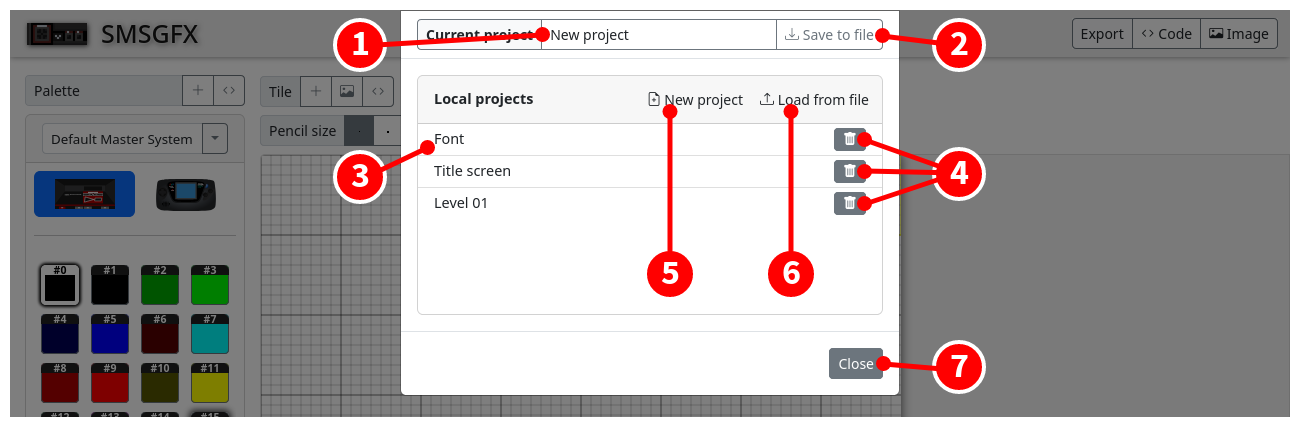 SMSGFX
Current project New project Save to file
Export Code Image
1
2
Palette
Tile
Local projects New project Load from file
Default Master System
Pencil size
Font
Title screen
Level 01
3
4
5
6
#0 #1 #2 #3
#4 #5 #6 #7
#8 #9 #10 #11
Close
7
#12 #13 #14 #15